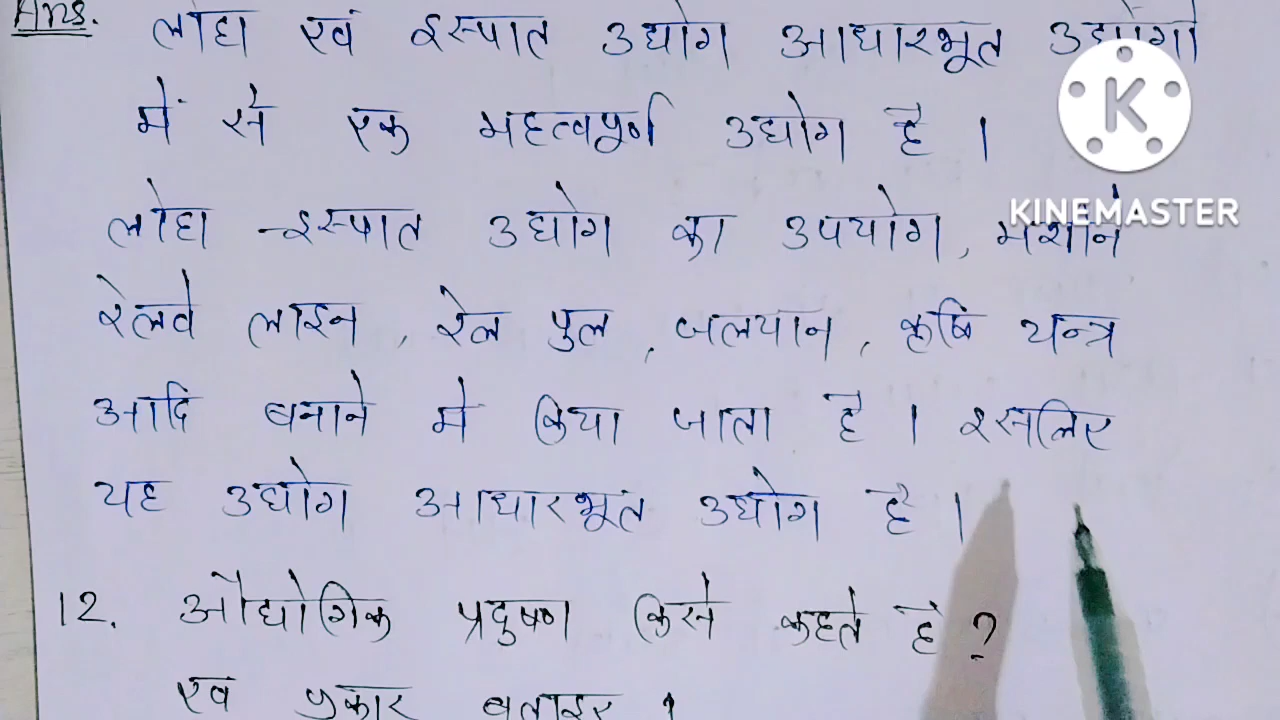 Ans. लोहा एवं इस्पात उद्योग आधारभूत उद्योगों
में से एक महत्वपूर्ण उद्योग है ।
लोहा -इस्पात उद्योग का उपयोग, मशीने
रेलवे लाइन, रेल पुल, जलयान, कृषि यन्त्र
आदि बनाने में किया जाता है । इसलिए
यह उद्योग आधारभूत उद्योग है ।
12. औद्योगिक प्रदुषण किसे कहते है ?
एवं प्रकार बताइए ।
K
KINEMASTER